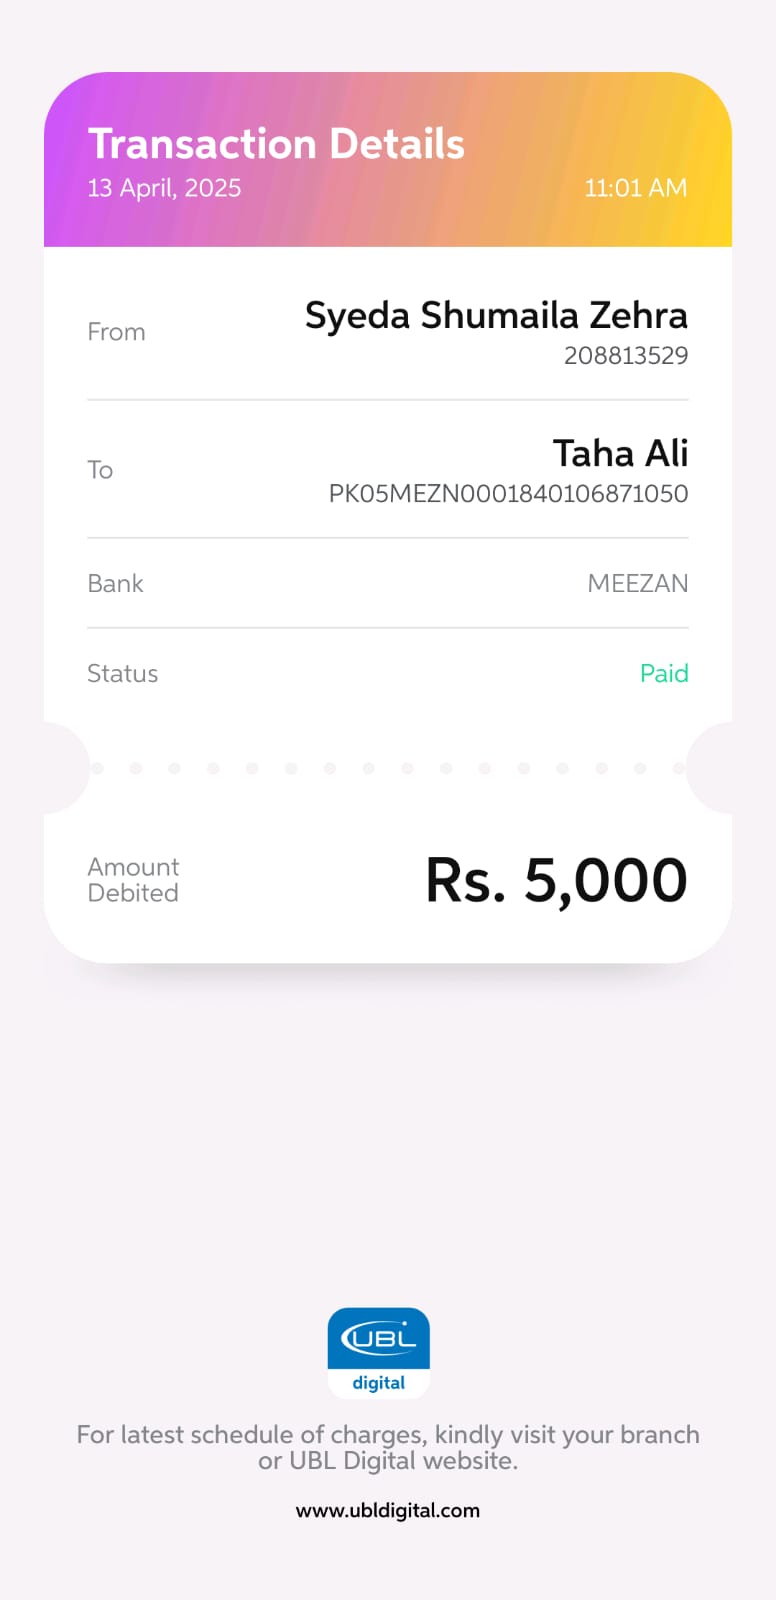 Transaction Details
13 April, 2025 11:01 AM
From
Syeda Shumaila Zehra
208813529
To
Taha Ali
PK05MEZN0001840106871050
Bank MEEZAN
Status Paid
Amount
Debited
Rs. 5,000
UBL
digital
For latest schedule of charges, kindly visit your branch
or UBL Digital website.
www.ubldigital.com